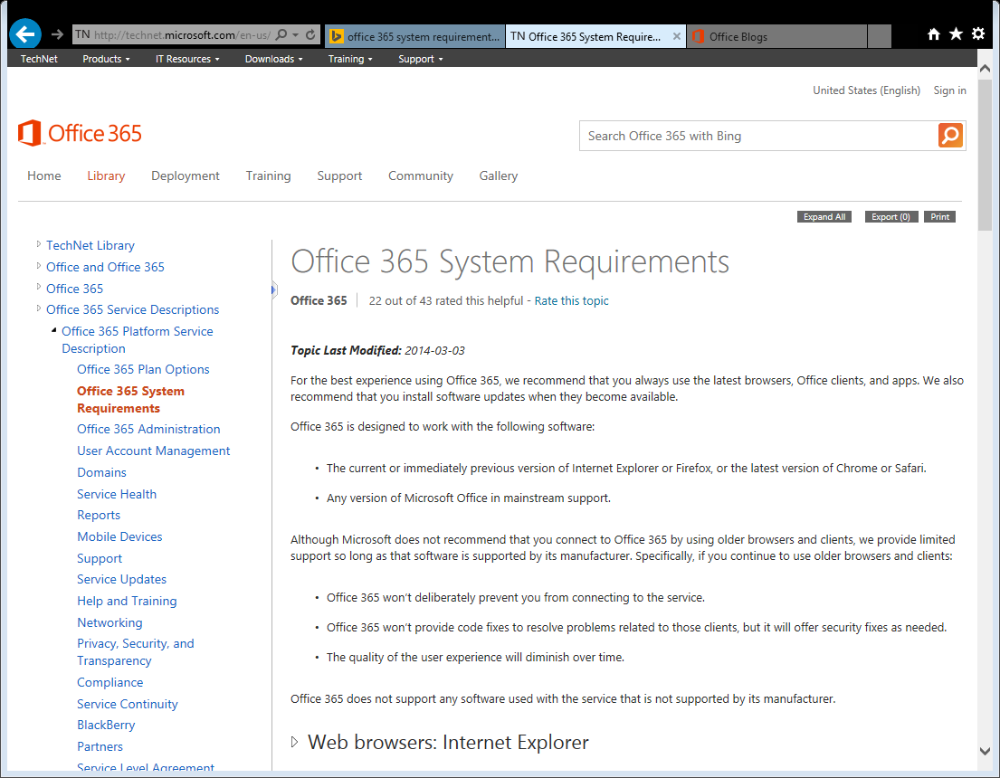 TN http://technet.microsoft.com/en-us/
office 365 system requirement...
TN Office 365 System Require...
Office Blogs
TechNet Products IT Resources Downloads Training Support
United States (English) Sign in
Office 365
Search Office 365 with Bing
Home Library Deployment Training Support Community Gallery
Expand All Export (0) Print
TechNet Library
Office and Office 365
Office 365
Office 365 Service Descriptions
Office 365 Platform Service
Description
Office 365 Plan Options
Office 365 System
Requirements
Office 365 Administration
User Account Management
Domains
Service Health
Reports
Mobile Devices
Support
Service Updates
Help and Training
Networking
Privacy, Security, and
Transparency
Compliance
Service Continuity
BlackBerry
Partners
Service Level Agreement
Office 365 System Requirements
Office 365 22 out of 43 rated this helpful - Rate this topic
Topic Last Modified: 2014-03-03
For the best experience using Office 365, we recommend that you always use the latest browsers, Office clients, and apps. We also
recommend that you install software updates when they become available.
Office 365 is designed to work with the following software:
• The current or immediately previous version of Internet Explorer or Firefox, or the latest version of Chrome or Safari.
• Any version of Microsoft Office in mainstream support.
Although Microsoft does not recommend that you connect to Office 365 by using older browsers and clients, we provide limited
support so long as that software is supported by its manufacturer. Specifically, if you continue to use older browsers and clients:
• Office 365 won't deliberately prevent you from connecting to the service.
• Office 365 won't provide code fixes to resolve problems related to those clients, but it will offer security fixes as needed.
• The quality of the user experience will diminish over time.
Office 365 does not support any software used with the service that is not supported by its manufacturer.
Web browsers: Internet Explorer